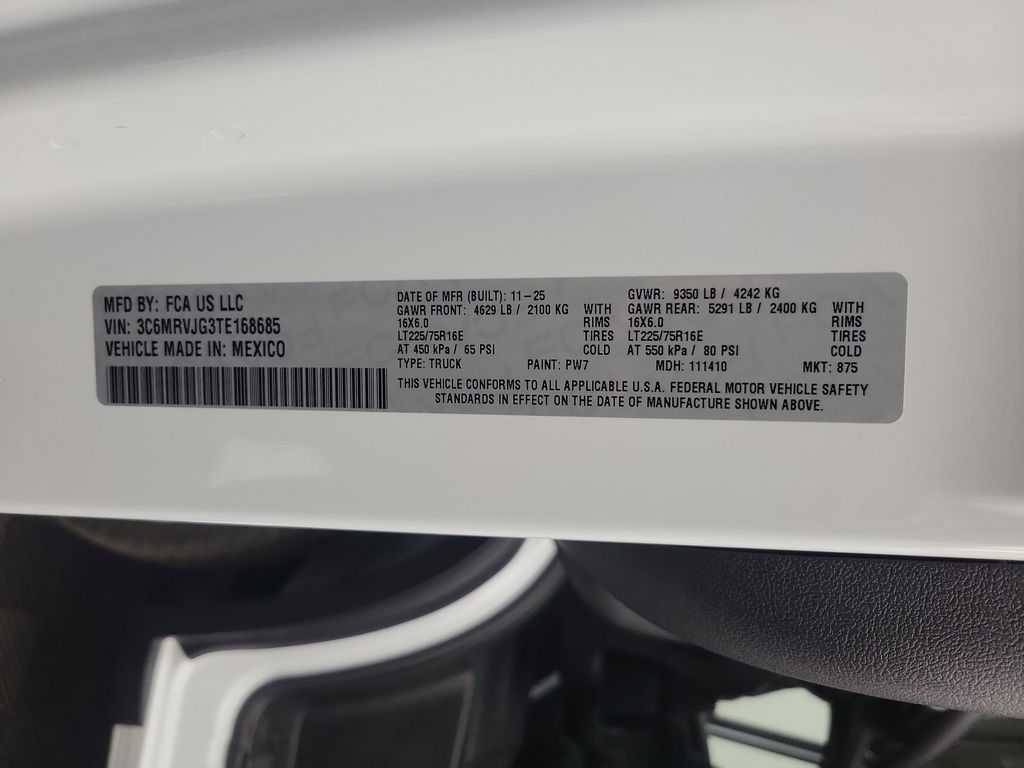 MFD BY: FCA US LLC
VIN: 3C6MRVJG3TE168685
VEHICLE MADE IN: MEXICO
DATE OF MFR (BUILT): 11-25 GVWR: 9350 LB / 4242 KG
GAWR FRONT: 4629 LB / 2100 KG WITH GAWR REAR: 5291 LB / 2400 KG WITH
16X6.0 RIMS 16X6.0 RIMS
LT225/75R16E TIRES LT225/75R16E TIRES
AT 450 kPa / 65 PSI COLD AT 550 kPa / 80 PSI COLD
TYPE: TRUCK PAINT: PW7 MDH: 111410 MKT: 875
THIS VEHICLE CONFORMS TO ALL APPLICABLE U.S.A. FEDERAL MOTOR VEHICLE SAFETY
STANDARDS IN EFFECT ON THE DATE OF MANUFACTURE SHOWN ABOVE.